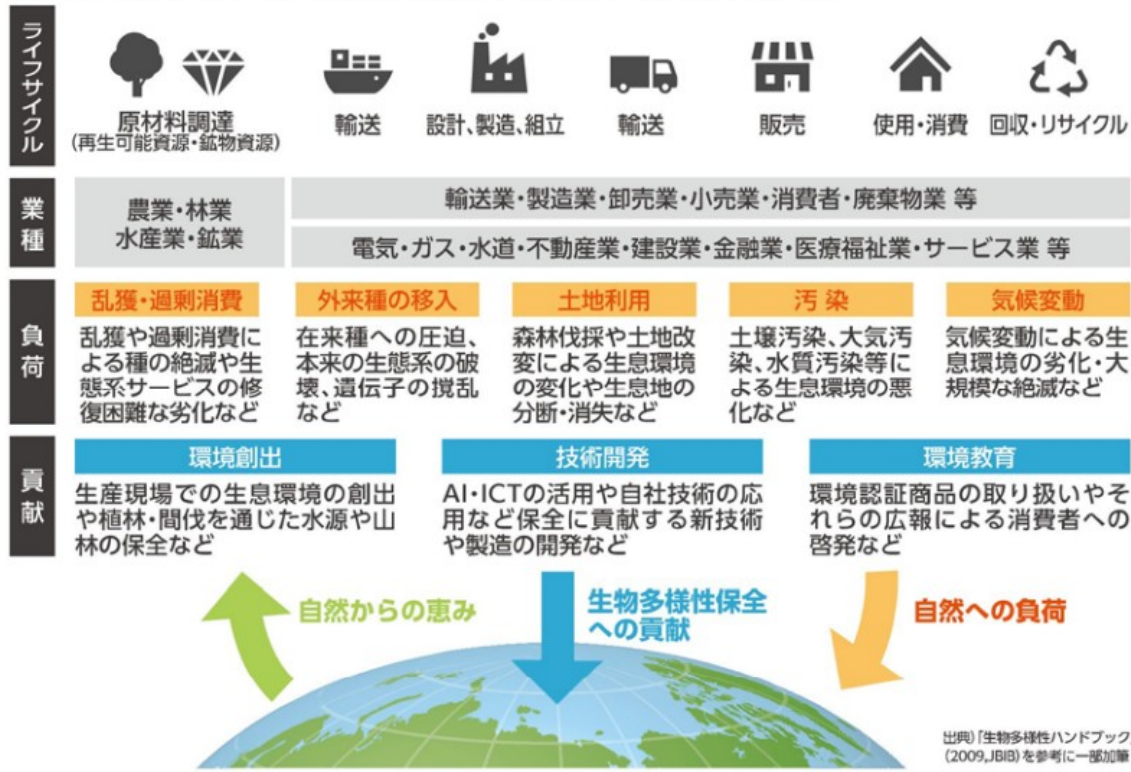 ライフサイクル
原材料調達
(再生可能資源・鉱物資源)
輸送
設計、製造、組立
輸送
販売
使用・消費
回収・リサイクル
業種
農業・林業
水産業・鉱業
輸送業・製造業・卸売業・小売業・消費者・廃棄物業 等
電気・ガス・水道・不動産業・建設業・金融業・医療福祉業・サービス業 等
負荷
乱獲・過剰消費
乱獲や過剰消費に
よる種の絶滅や生
態系サービスの修
復困難な劣化など
外来種の移入
在来種への圧迫、
本来の生態系の破
壊、遺伝子の撹乱
など
土地利用
森林伐採や土地改
変による生息環境
の変化や生息地の
分断・消失など
汚 染
土壌汚染、大気汚
染、水質汚染等に
よる生息環境の悪
化など
気候変動
気候変動による生
息環境の劣化・大
規模な絶滅など
貢献
環境創出
生産現場での生息環境の創出
や植林・間伐を通じた水源や山
林の保全など
技術開発
AI・ICTの活用や自社技術の応
用など保全に貢献する新技術
や製造の開発など
環境教育
環境認証商品の取り扱いやそ
れらの広報による消費者への
啓発など
自然からの恵み
生物多様性保全
への貢献
自然への負荷
出典)「生物多様性ハンドブック」
(2009,JBIB)を参考に一部加筆